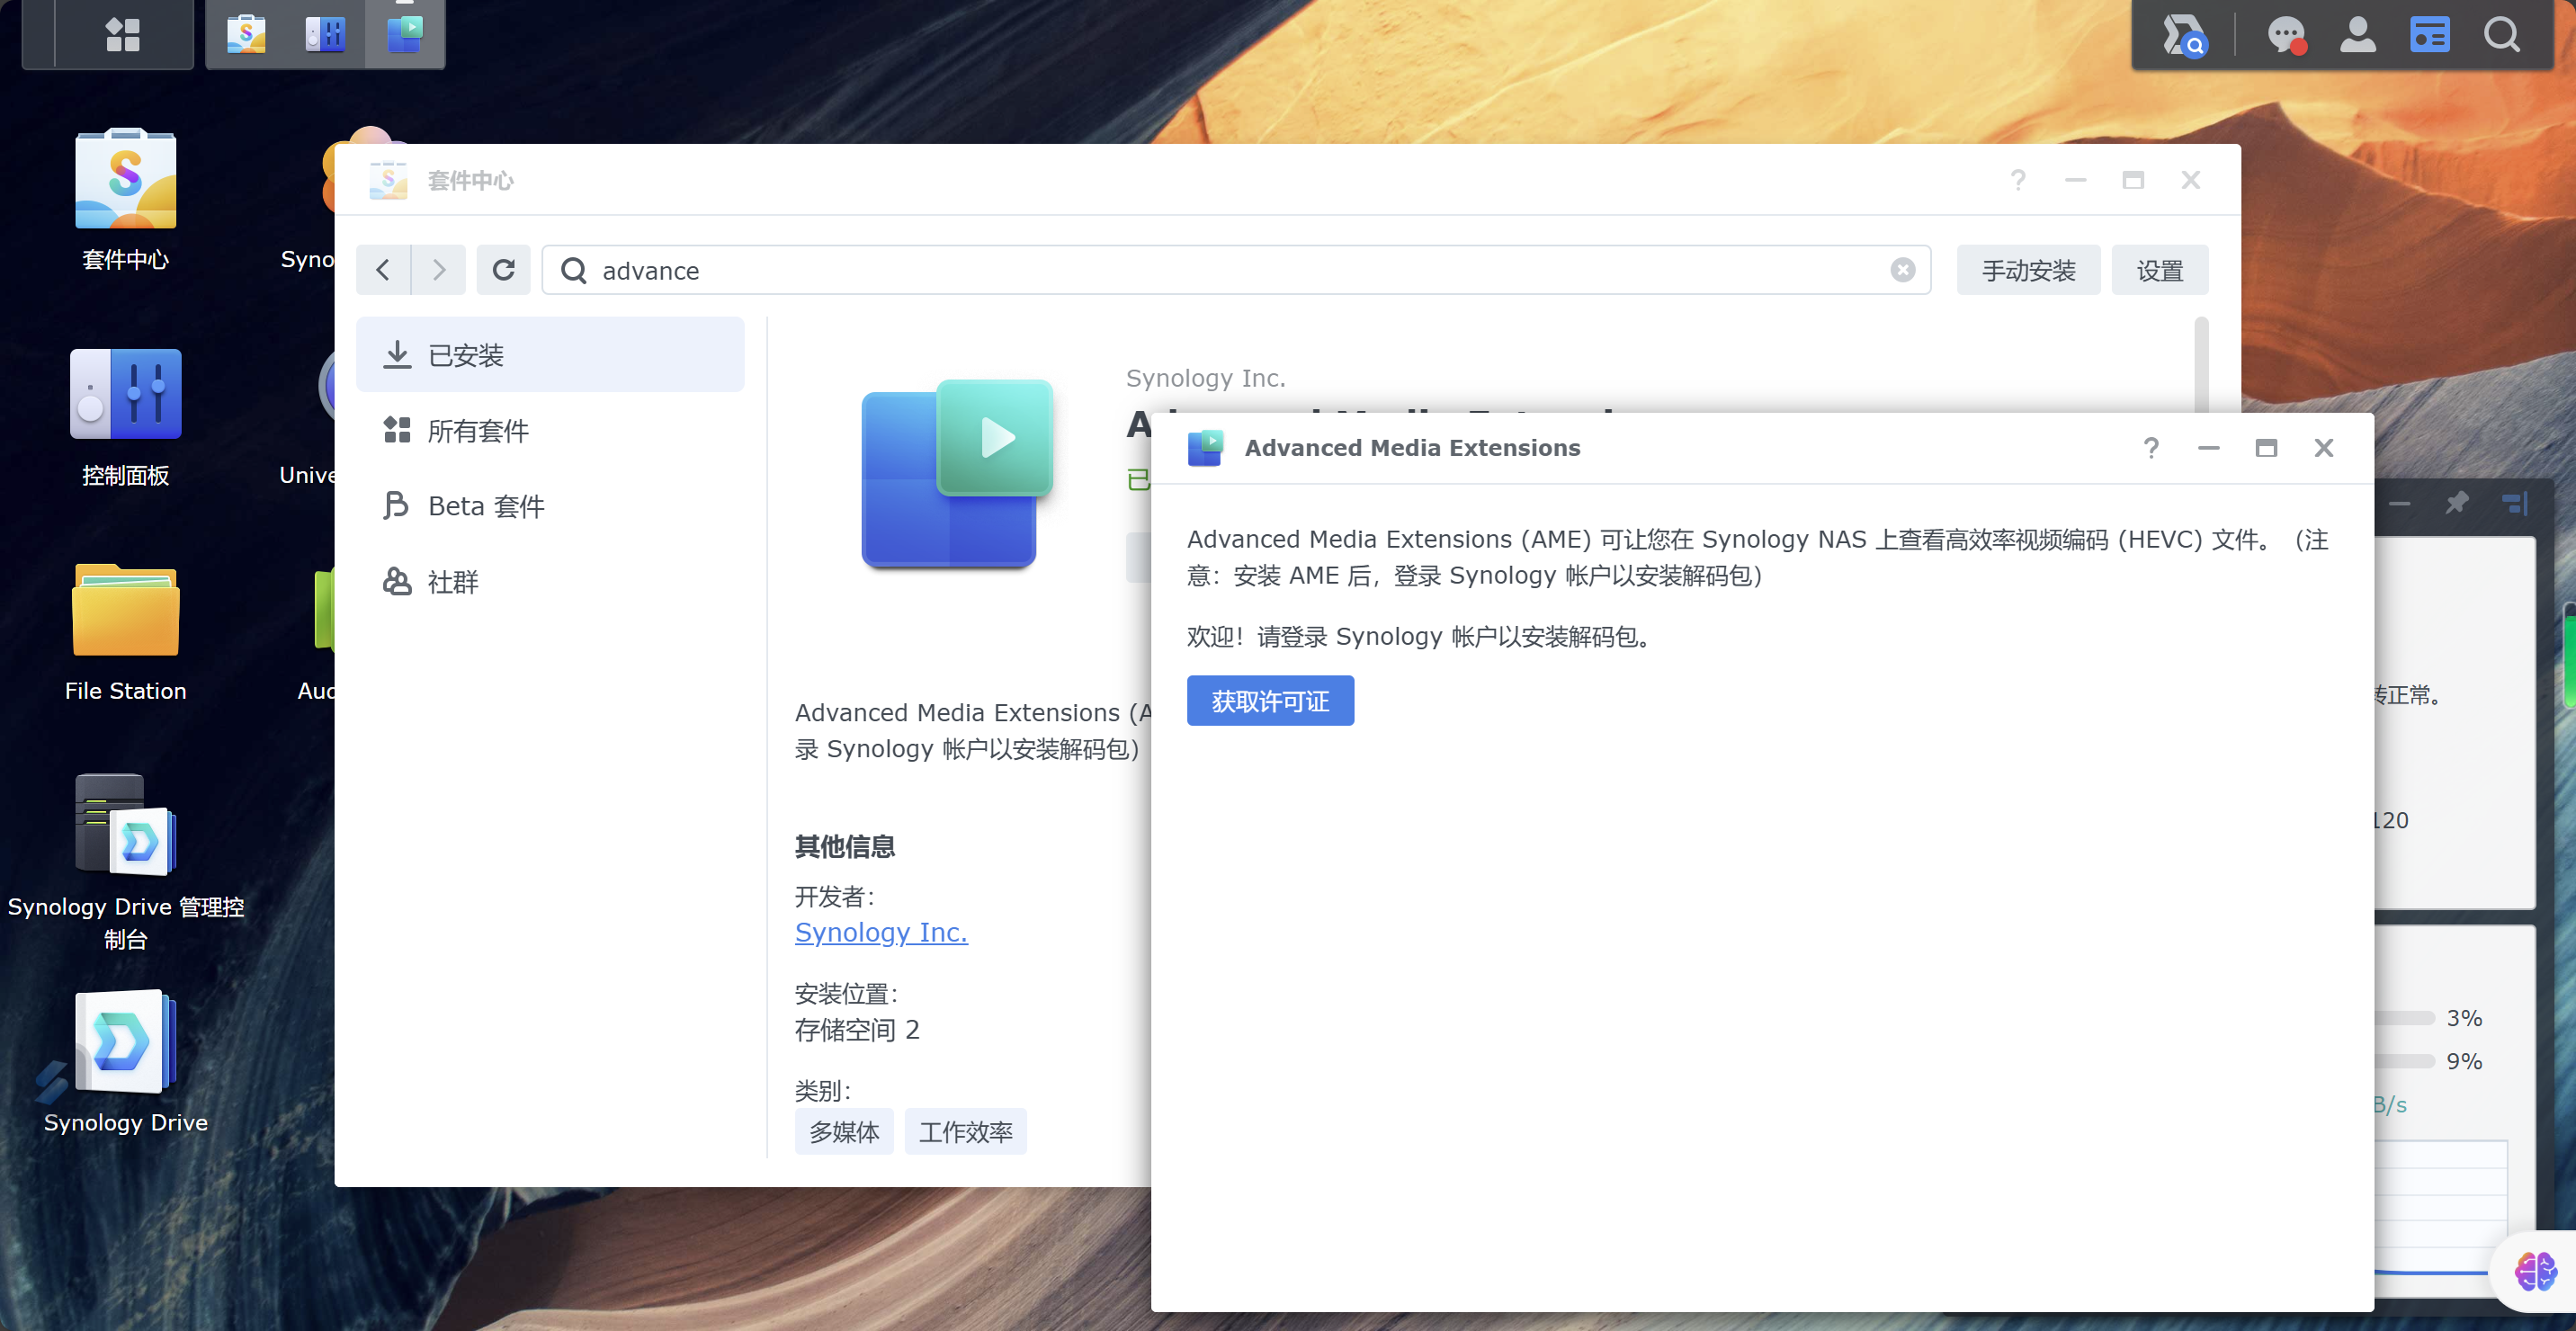 套件中心
Syno
控制面板
Unive
File Station
Aud
Synology Drive 管理控
制台
Synology Drive
套件中心
advance
手动安装
设置
已安装
所有套件
Beta 套件
社群
Synology Inc.
Advanced Media Extensions (A
录 Synology 帐户以安装解码包)
其他信息
开发者:
Synology Inc.
安装位置:
存储空间 2
类别:
多媒体
工作效率
Advanced Media Extensions
Advanced Media Extensions (AME) 可让您在 Synology NAS 上查看高效率视频编码 (HEVC) 文件。（注
意：安装 AME 后，登录 Synology 帐户以安装解码包）
欢迎！请登录 Synology 帐户以安装解码包。
获取许可证
转正常。
120
3%
9%
B/s